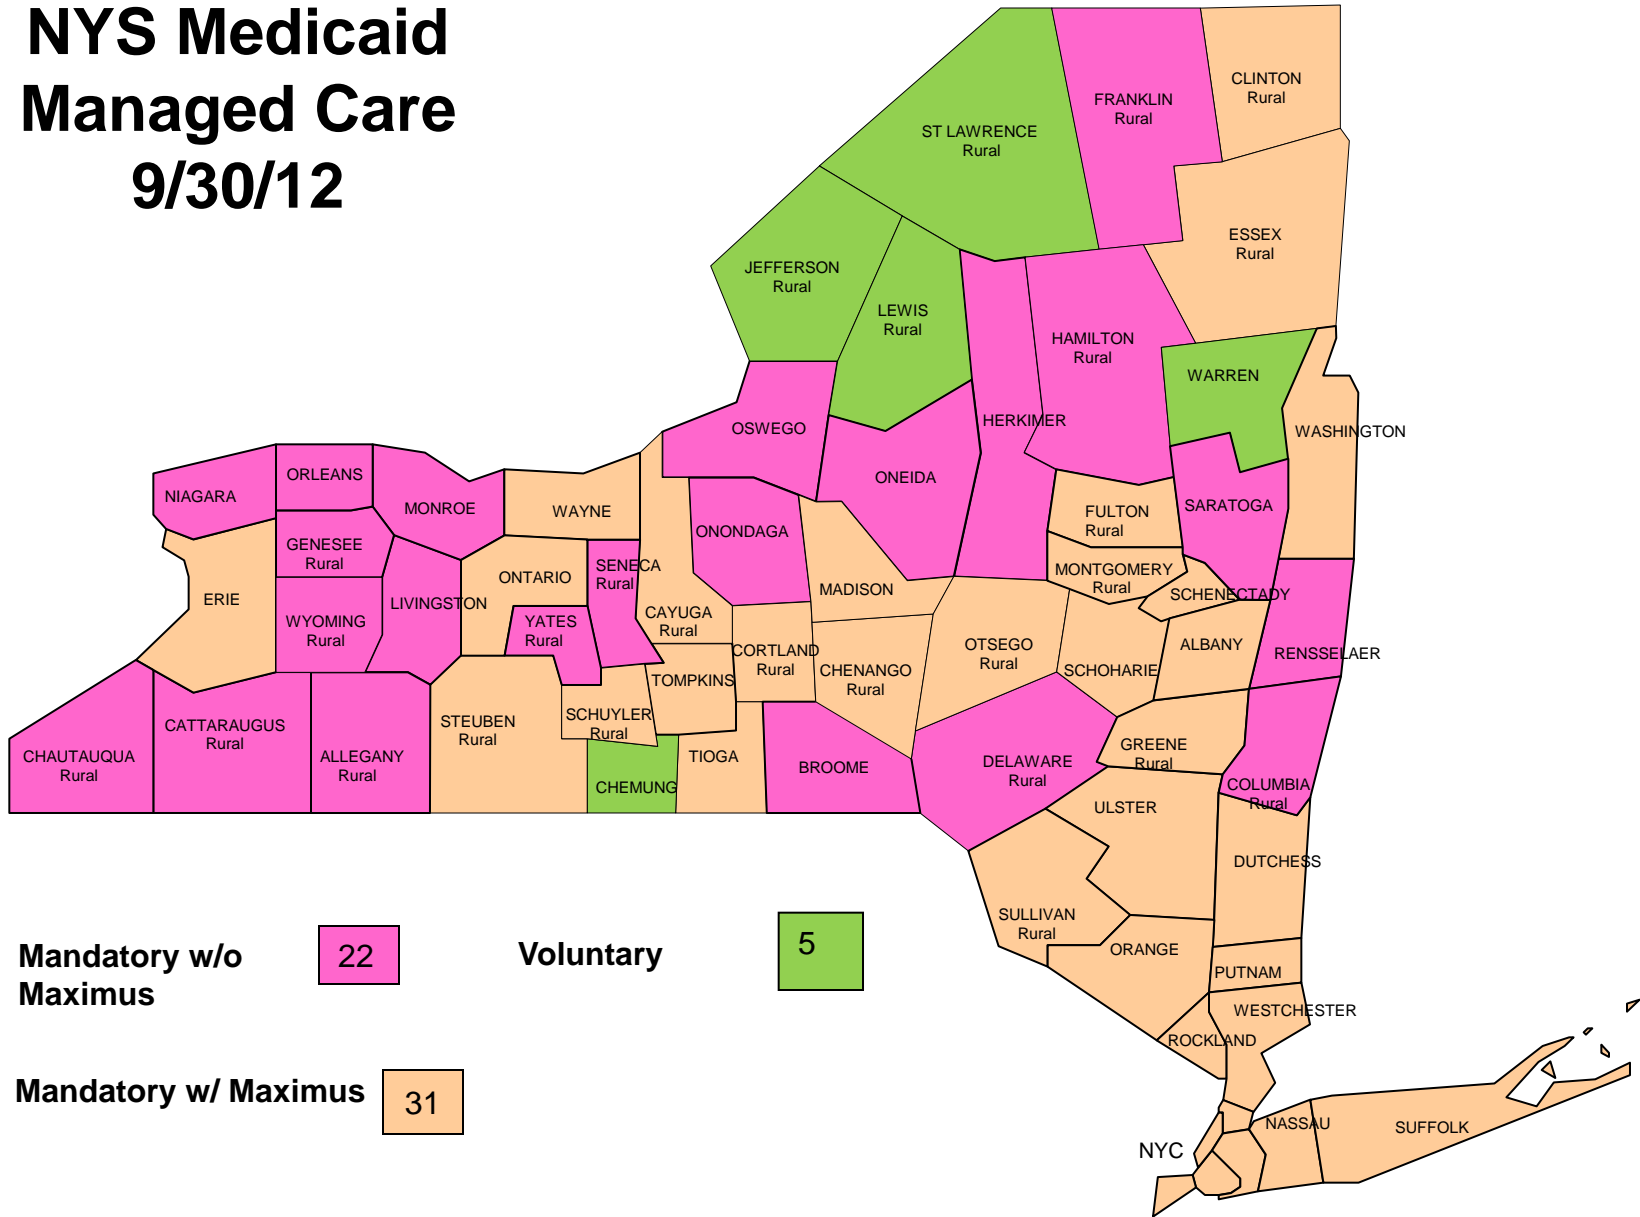 NYS Medicaid
Managed Care
9/30/12
CLINTON
Rural
FRANKLIN
Rural
ST LAWRENCE
Rural
ESSEX
Rural
JEFFERSON
Rural
LEWIS
Rural
HAMILTON
Rural
WARREN
HERKIMER
WASHINGTON
OSWEGO
ONEIDA
ORLEANS
NIAGARA
MONROE
WAYNE
SARATOGA
FULTON
Rural
ONONDAGA
GENESEE
Rural
SENECA
Rural
ONTARIO
MONTGOMERY
Rural
MADISON
SCHENECTADY
ERIE
LIVINGSTON
CAYUGA
Rural
WYOMING
Rural
YATES
Rural
CORTLAND
Rural
OTSEGO
Rural
ALBANY
RENSSELAER
CHENANGO
Rural
SCHOHARIE
TOMPKINS
SCHUYLER
Rural
STEUBEN
Rural
CATTARAUGUS
Rural
CHAUTAUQUA
Rural
ALLEGANY
Rural
TIOGA
BROOME
DELAWARE
Rural
GREENE
Rural
CHEMUNG
COLUMBIA
Rural
ULSTER
DUTCHESS
SULLIVAN
Rural
ORANGE
PUTNAM
WESTCHESTER
ROCKLAND
NASSAU
SUFFOLK
NYC
Mandatory w/o
Maximus
22
Voluntary
5
Mandatory w/ Maximus
31